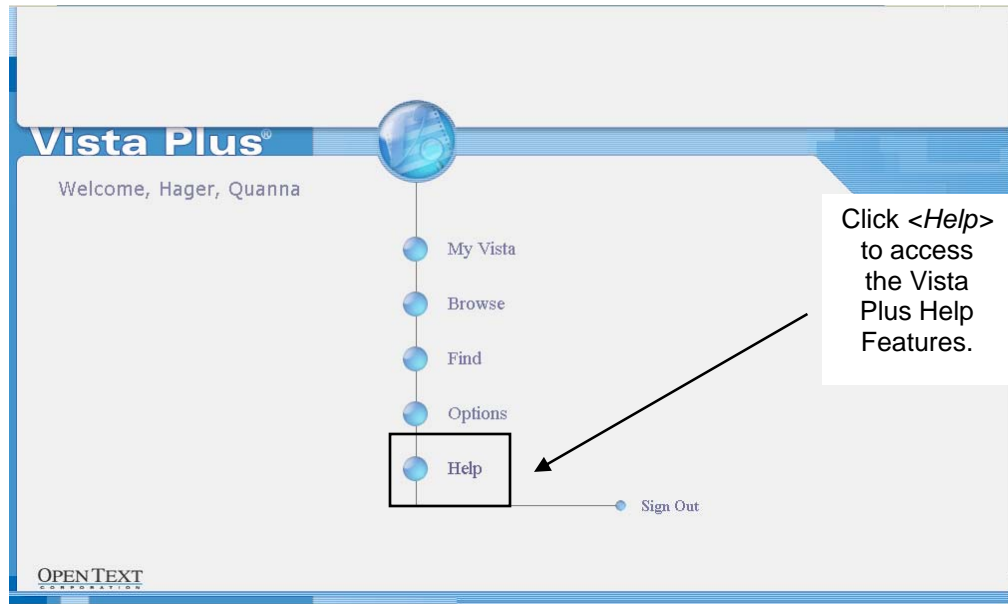 Vista Plus®
Welcome, Hager, Quanna
My Vista
Browse
Find
Options
Help
Sign Out
Click <Help>
to access
the Vista
Plus Help
Features.
OPEN TEXT
CORPORATION